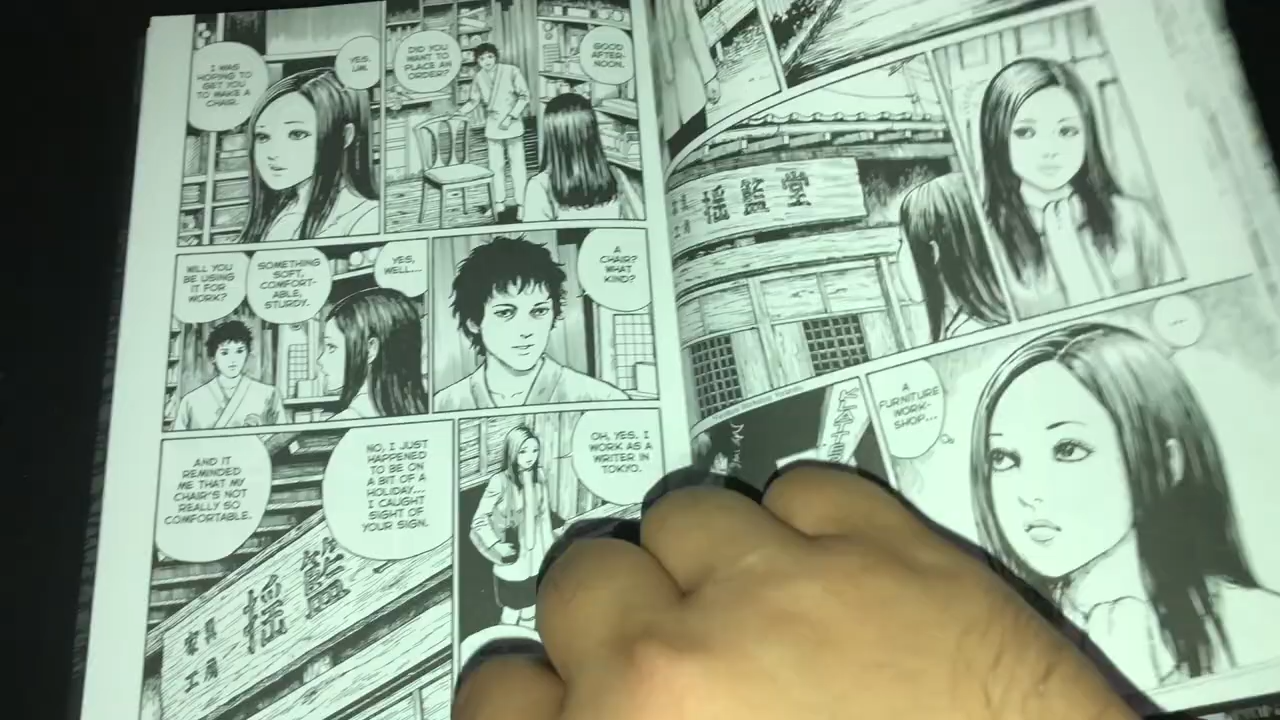 揺籃堂
A
FURNITURE
WORK-
SHOP...
...
GOOD
AFTER-
NOON.
DID YOU
WANT TO
PLACE AN
ORDER?
YES.
UM.
I WAS
HOPING TO
GET YOU
TO MAKE A
CHAIR.
A
CHAIR?
WHAT
KIND?
YES,
WELL...
SOMETHING
SOFT,
COMFORT-
ABLE,
STURDY.
WILL YOU
BE USING
IT FOR
WORK?
OH, YES. I
WORK AS A
WRITER IN
TOKYO.
NO, I JUST
HAPPENED
TO BE ON
A BIT OF A
HOLIDAY...
I CAUGHT
SIGHT OF
YOUR SIGN.
AND IT
REMINDED
ME THAT MY
CHAIR'S NOT
REALLY SO
COMFORTABLE.
家具
工房
揺籃